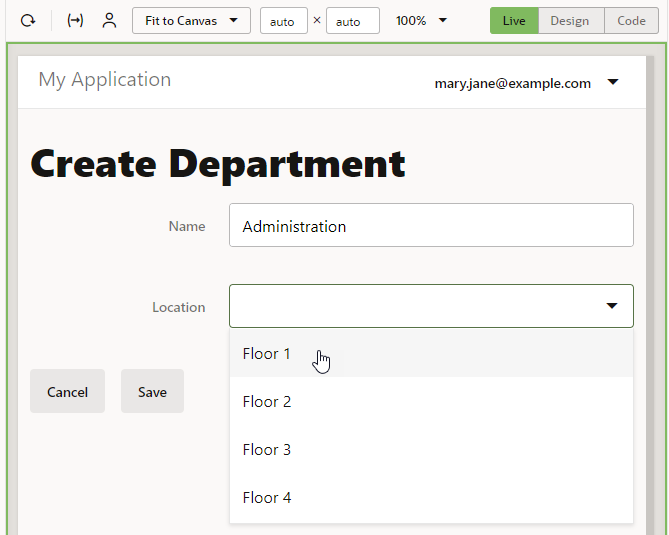 Fit to Canvas auto × auto 100% Live Design Code
My Application
mary.jane@example.com
Create Department
Name Administration
Location
Floor 1
Cancel Save
Floor 2
Floor 3
Floor 4